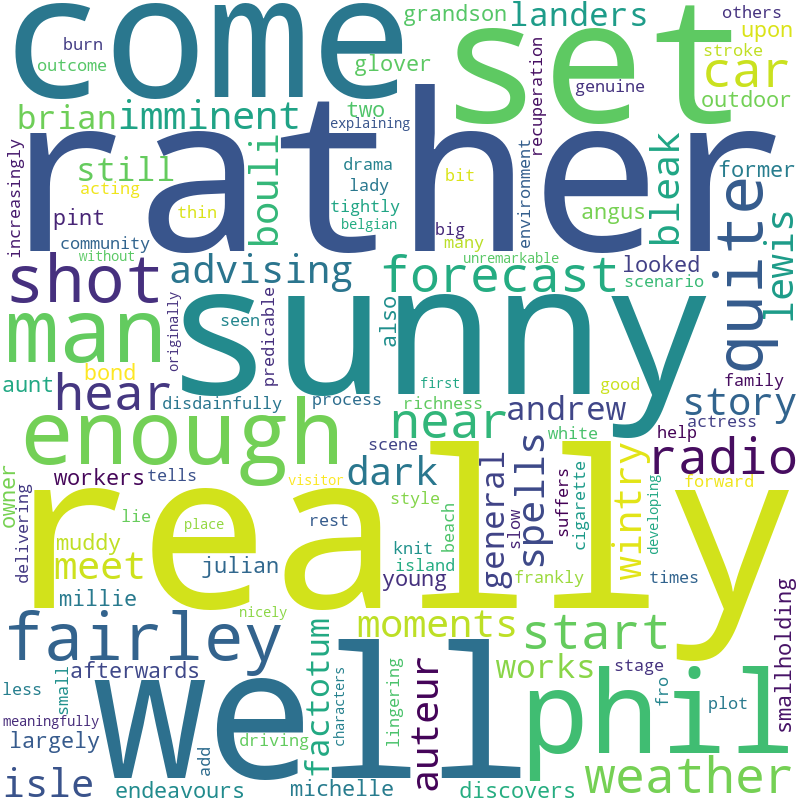 come
set
burn
outcome
grandson
landers
glover
others
upon
stroke
car
genuine
outdoor
recuperation
brian
imminent
two
explaining
rather
increasingly
still
acting
bouli
drama
lady
bit
tightly
thin
pint
belgian
big
many
environment
angus
bleak
former
community
without
unremarkable
looked
scenario
quite
lewis
shot
advising
forecast
man
sunny
originally
seen
predicable
also
aunt
bond
hear
disdainfully
process
first
richness
near
andrew
good
white
family
story
actress
help
enough
scene
dark
radio
owner
workers
tells
visitor
delivering
lie
place
rest
style
beach
general
slow
spells
suffers
cigarette
wintry
forward
developing
really
muddy
meet
julian
knit
island
young
frankly
times
millie
nicely
moments
start
smallholding
fairley
factotum
afterwards
less
small
characters
lingering
auteur
works
stage
fro
plot
well
phil
meaningfully
largely
add
driving
isle
endeavours
michelle
discovers
weather